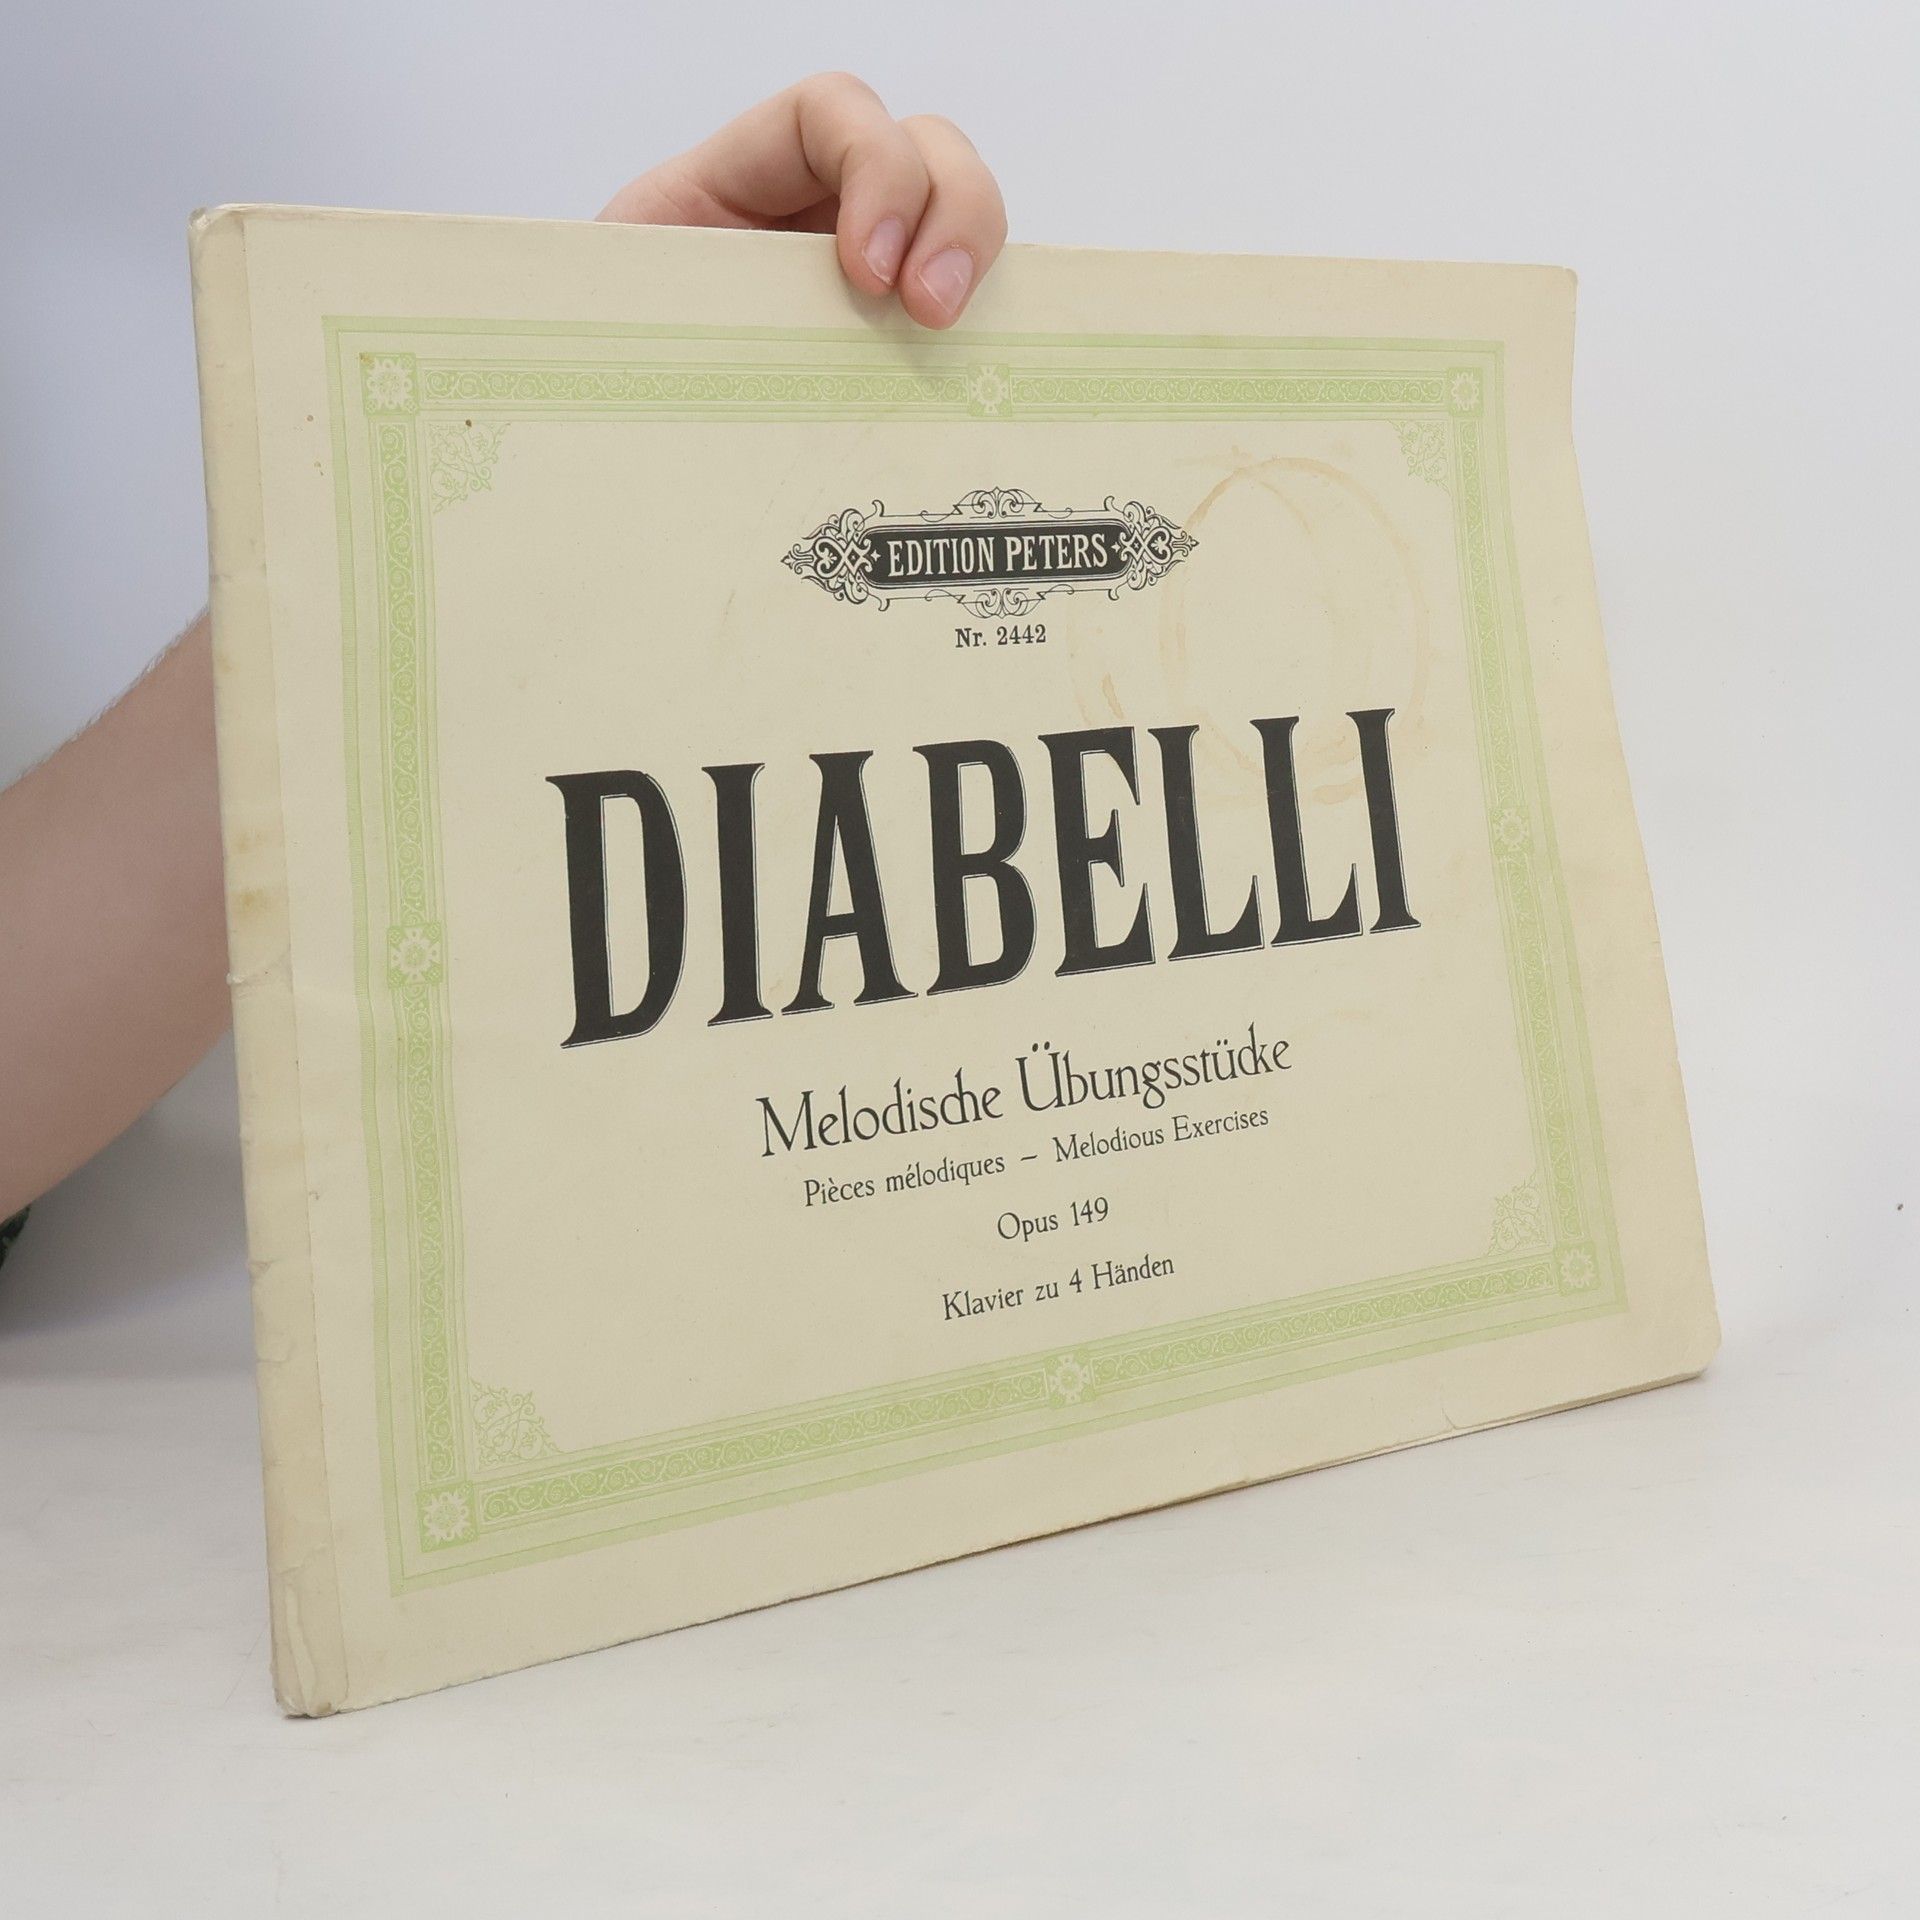 EDITION PETERS
Nr. 2442
DIABELLI
Melodische Übungsstücke
Pièces mélodiques – Melodious Exercises
Opus 149
Klavier zu 4 Händen